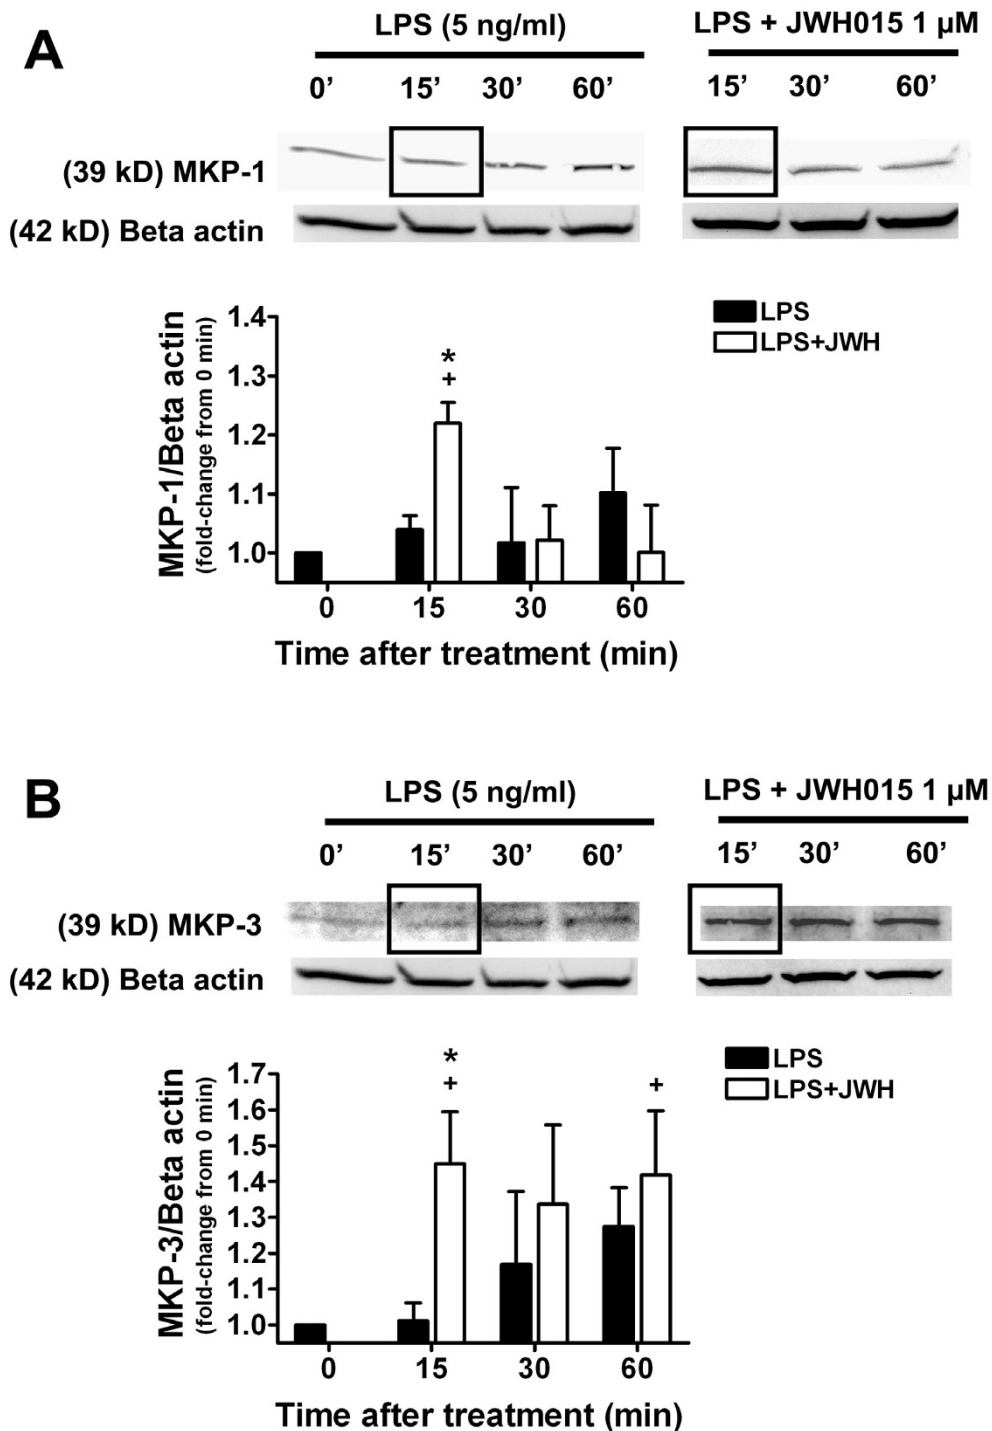 A
LPS (5 ng/ml)
LPS + JWH015 1 µM
0’ 15’ 30’ 60’ 15’ 30’ 60’
(39 kD) MKP-1
(42 kD) Beta actin
LPS
LPS+JWH
MKP-1/Beta actin
(fold-change from 0 min)
1.4
1.3
1.2
1.1
1.0
*
+
0 15 30 60
Time after treatment (min)
B
LPS (5 ng/ml)
LPS + JWH015 1 µM
0’ 15’ 30’ 60’ 15’ 30’ 60’
(39 kD) MKP-3
(42 kD) Beta actin
LPS
LPS+JWH
MKP-3/Beta actin
(fold-change from 0 min)
1.7
1.6
1.5
1.4
1.3
1.2
1.1
1.0
*
+ +
0 15 30 60
Time after treatment (min)